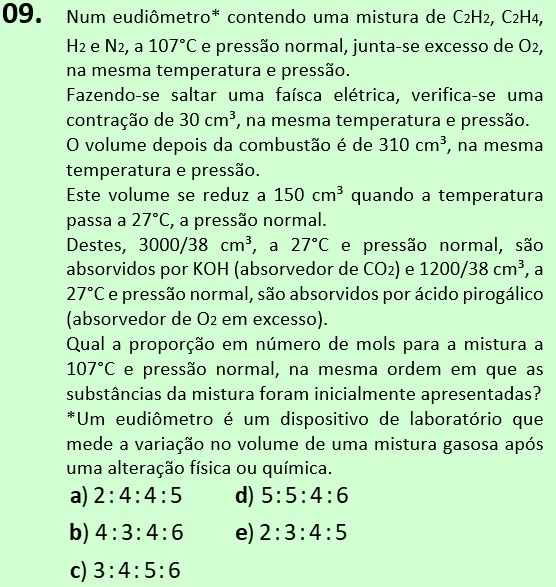 09. Num eudiômetro* contendo uma mistura de C2H2, C2H4,
H2 e N2, a 107°C e pressão normal, junta-se excesso de O2,
na mesma temperatura e pressão.
Fazendo-se saltar uma faísca elétrica, verifica-se uma
contração de 30 cm³, na mesma temperatura e pressão.
O volume depois da combustão é de 310 cm³, na mesma
temperatura e pressão.
Este volume se reduz a 150 cm³ quando a temperatura
passa a 27°C, a pressão normal.
Destes, 3000/38 cm³, a 27°C e pressão normal, são
absorvidos por KOH (absorvedor de CO2) e 1200/38 cm³, a
27°C e pressão normal, são absorvidos por ácido pirogálico
(absorvedor de O2 em excesso).
Qual a proporção em número de mols para a mistura a
107°C e pressão normal, na mesma ordem em que as
substâncias da mistura foram inicialmente apresentadas?
*Um eudiômetro é um dispositivo de laboratório que
mede a variação no volume de uma mistura gasosa após
uma alteração física ou química.
a) 2:4:4:5 d) 5:5:4:6
b) 4:3:4:6 e) 2:3:4:5
c) 3:4:5:6